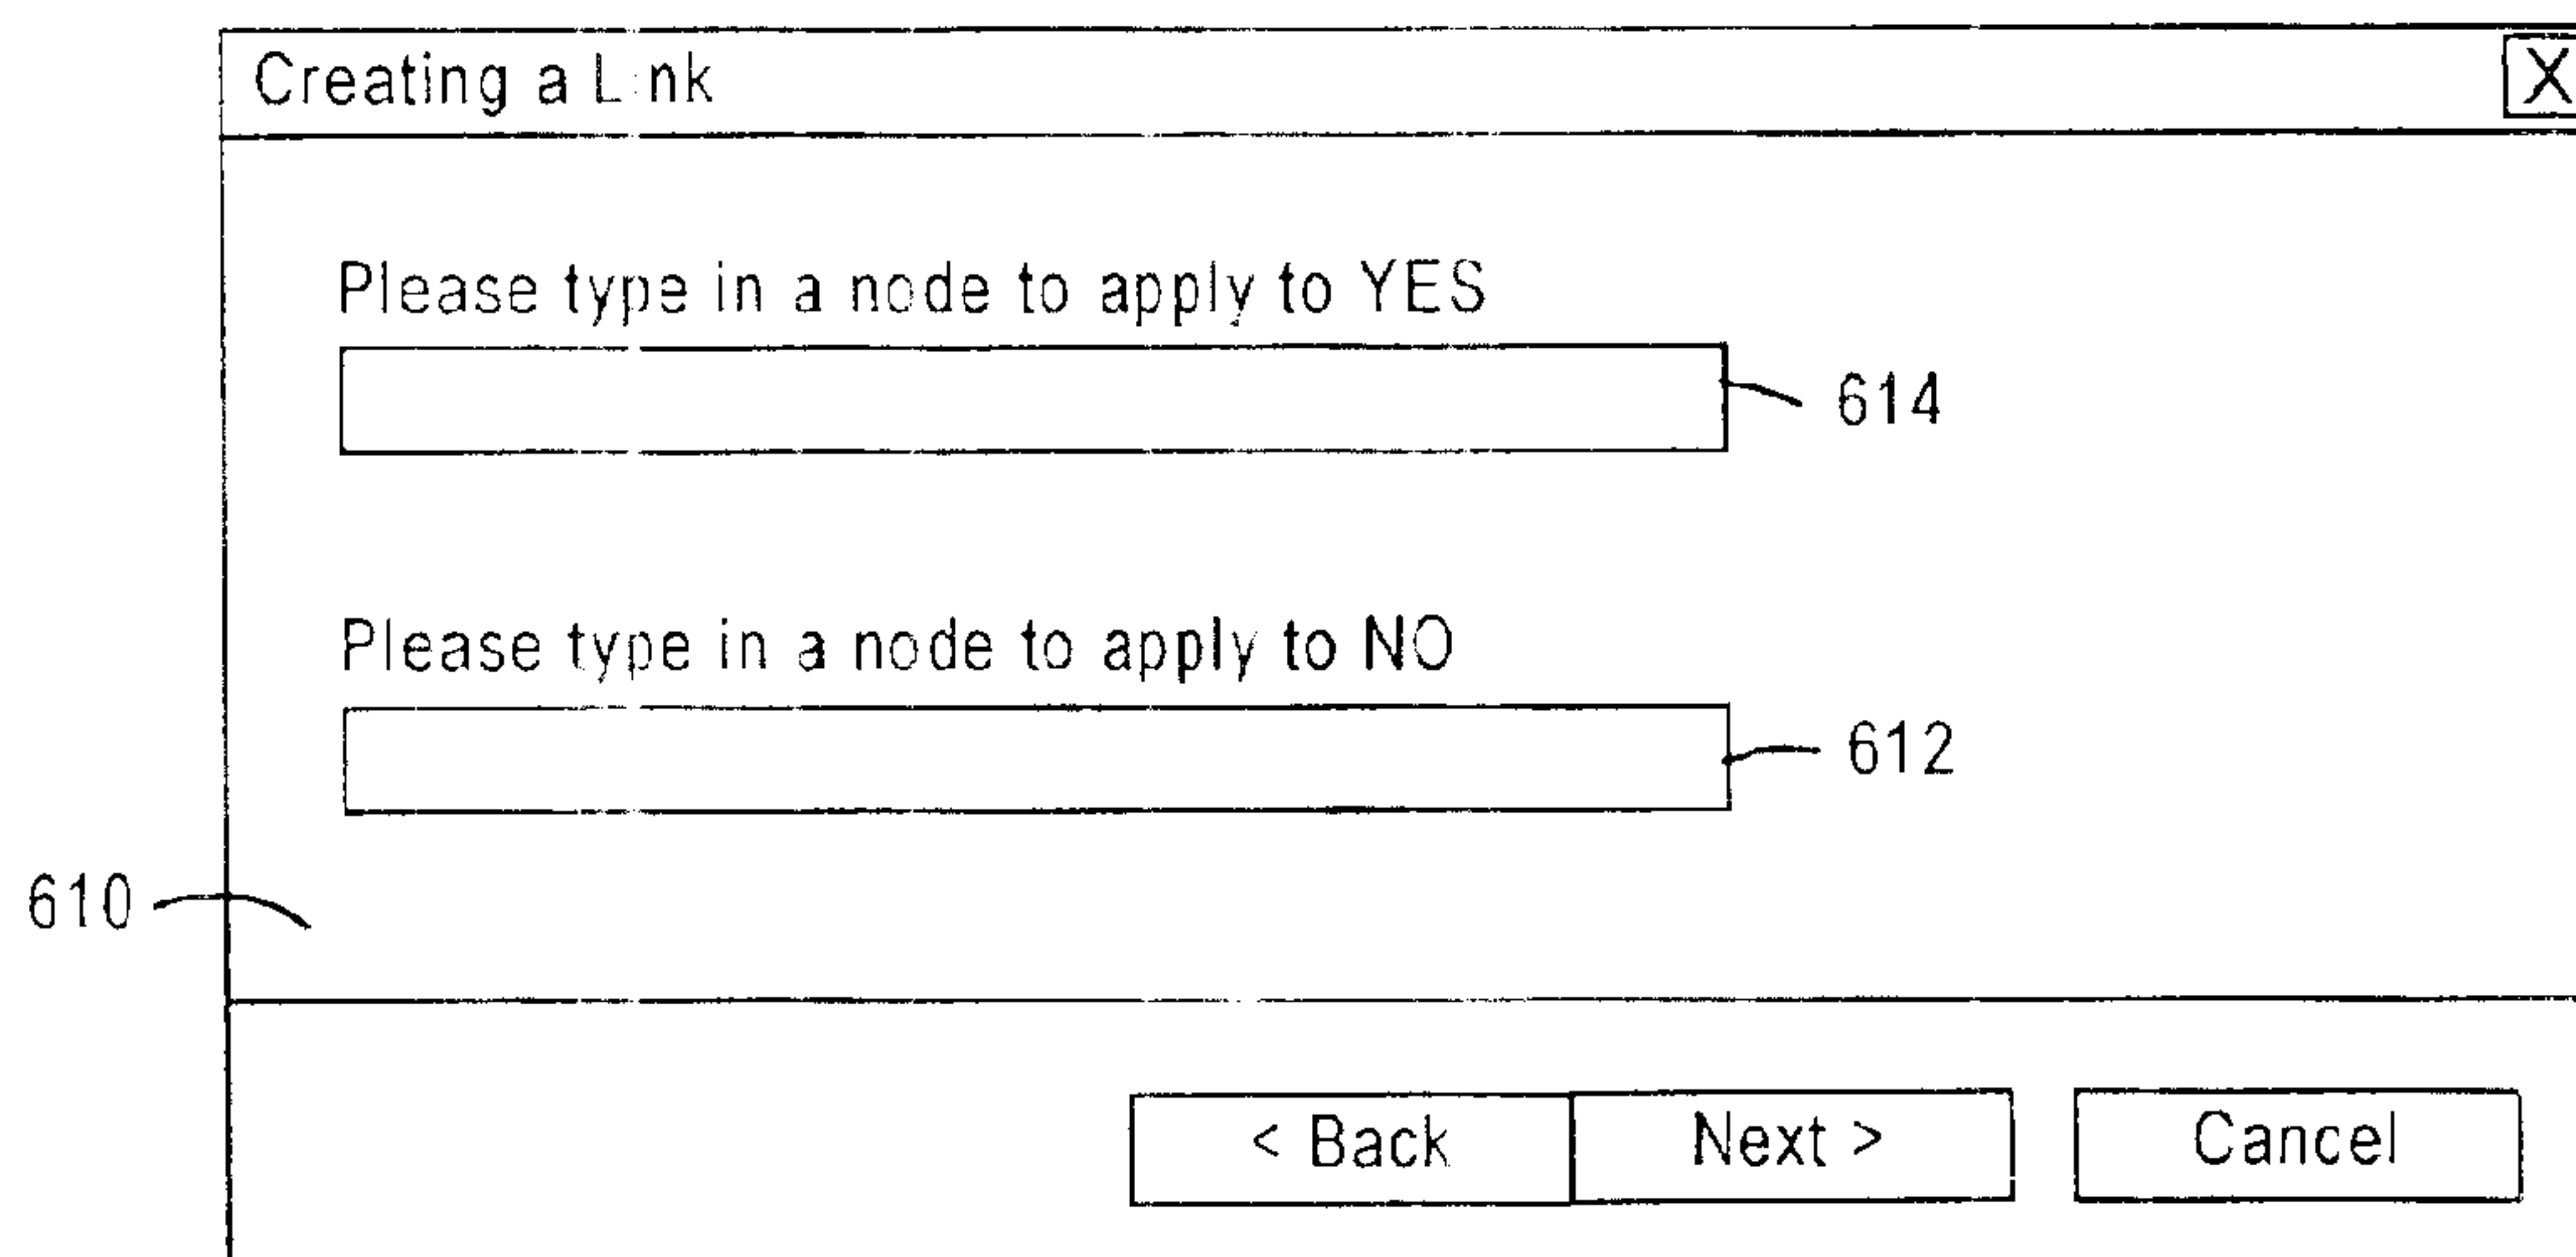 Creating a Link X
Please type in a node to apply to YES
614
Please type in a node to apply to NO
612
610
< Back Next > Cancel